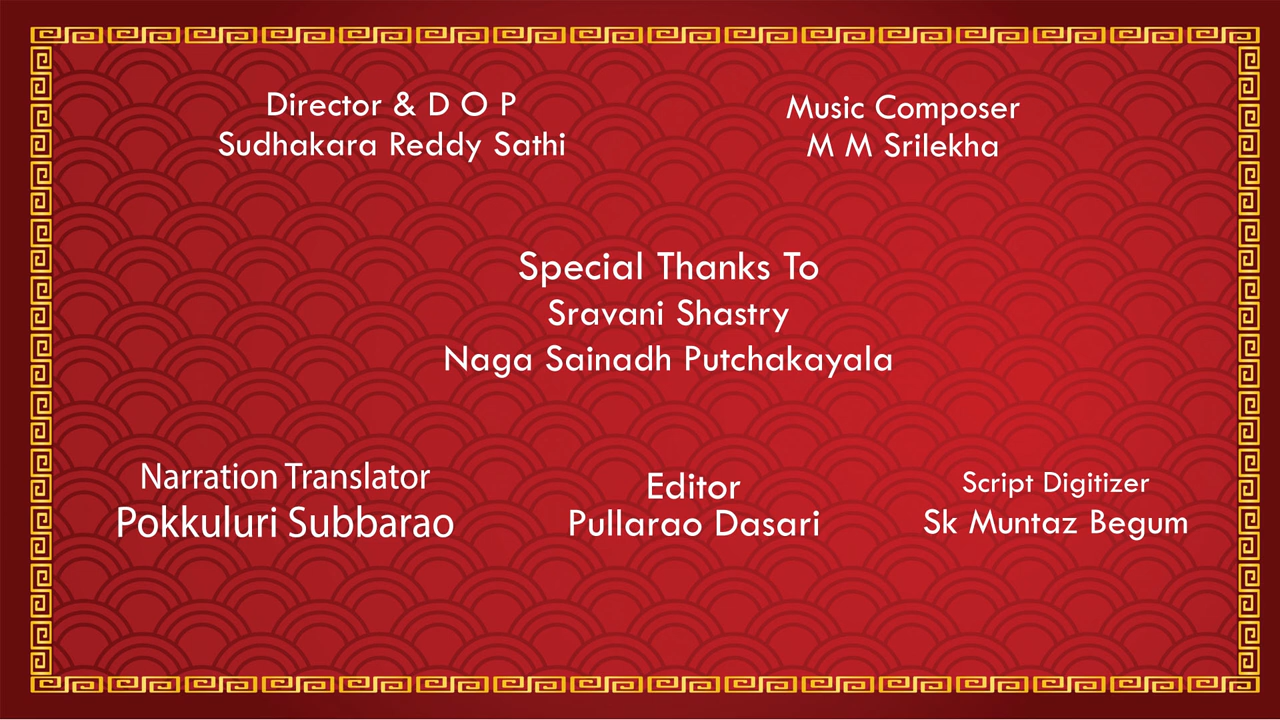 Director & D O P
Sudhakara Reddy Sathi
Music Composer
M M Srilekha
Special Thanks To
Sravani Shastry
Naga Sainadh Putchakayala
Narration Translator
Pokkuluri Subbarao
Editor
Pullarao Dasari
Script Digitizer
Sk Muntaz Begum